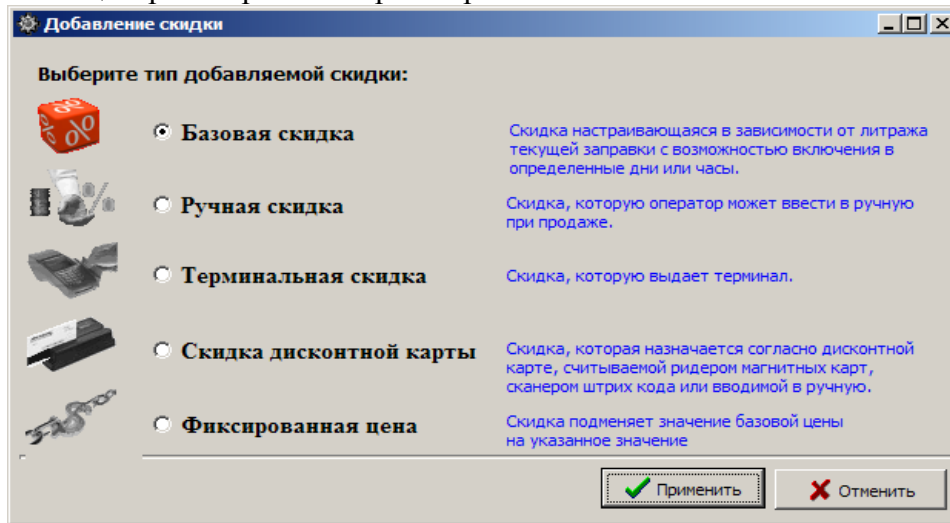 Добавление скидки
Выберите тип добавляемой скидки:
Базовая скидка
Скидка настраивающаяся в зависимости от литража
текущей заправки с возможностью включения в
определенные дни или часы.
Ручная скидка
Скидка, которую оператор может ввести в ручную
при продаже.
Терминальная скидка
Скидка, которую выдает терминал.
Скидка дисконтной карты
Скидка, которая назначается согласно дисконтной
карте, считываемой ридером магнитных карт,
сканером штрих кода или вводимой в ручную.
Фиксированная цена
Скидка подменяет значение базовой цены
на указанное значение
Применить
Отменить